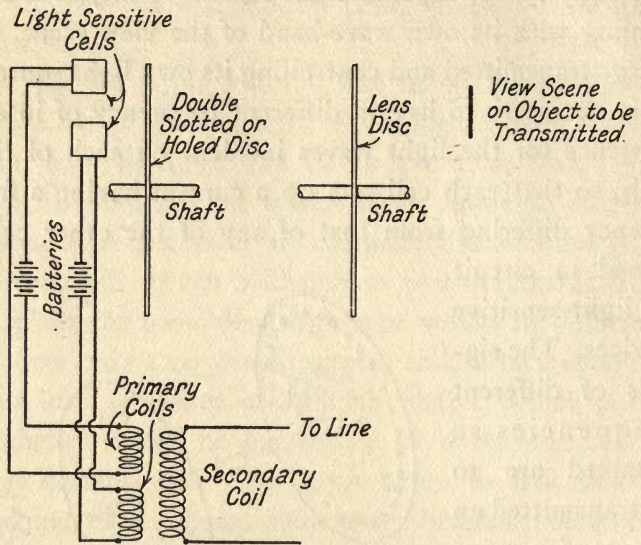 Light Sensitive
Cells
Double
Slotted or
Holed Disc
Lens
Disc
View Scene
or Object to be
Transmitted.
Shaft
Shaft
Batteries
Primary
Coils
To Line
Secondary
Coil